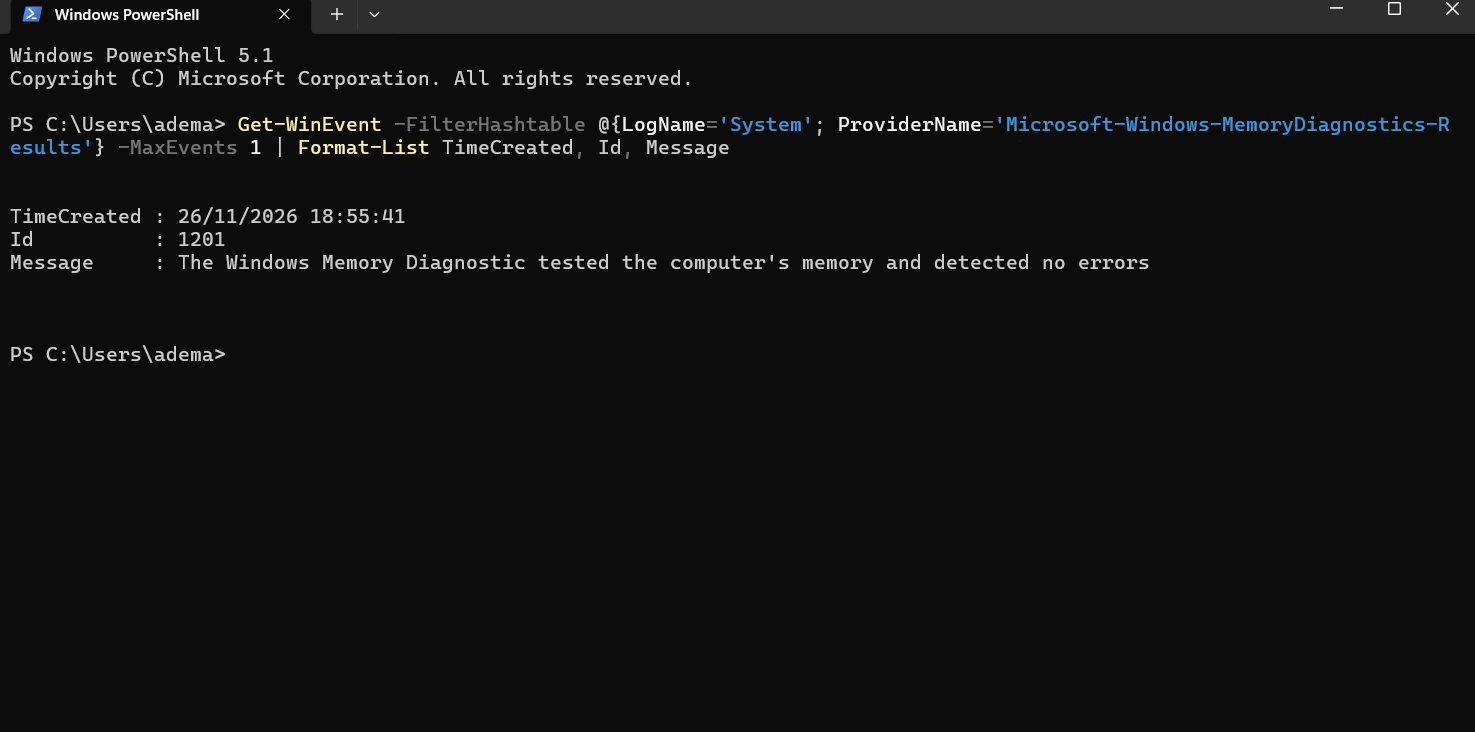 Windows PowerShell
Windows PowerShell 5.1
Copyright (C) Microsoft Corporation. All rights reserved.
PS C:\Users\adema> Get-WinEvent -FilterHashtable @{LogName='System'; ProviderName='Microsoft-Windows-MemoryDiagnostics-R
esults'} -MaxEvents 1 | Format-List TimeCreated, Id, Message
TimeCreated : 26/11/2026 18:55:41
Id          : 1201
Message     : The Windows Memory Diagnostic tested the computer's memory and detected no errors
PS C:\Users\adema>